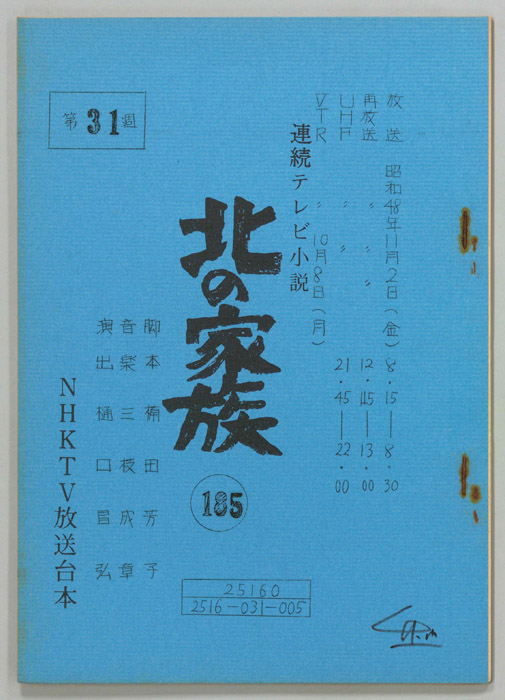 放送 昭和48年11月2日(金) 8・15—8・30
再放送 〃 〃 〃 12・45—13・00
UHF 〃 〃 〃 21・45—22・00
VTR 〃 10月8日(月)
連続テレビ小説
北の家族
185
第31週
脚本 楠田芳子
音楽 三枝成章
演出 樋口昌弘
NHKTV放送台本
25160
2516-031-005